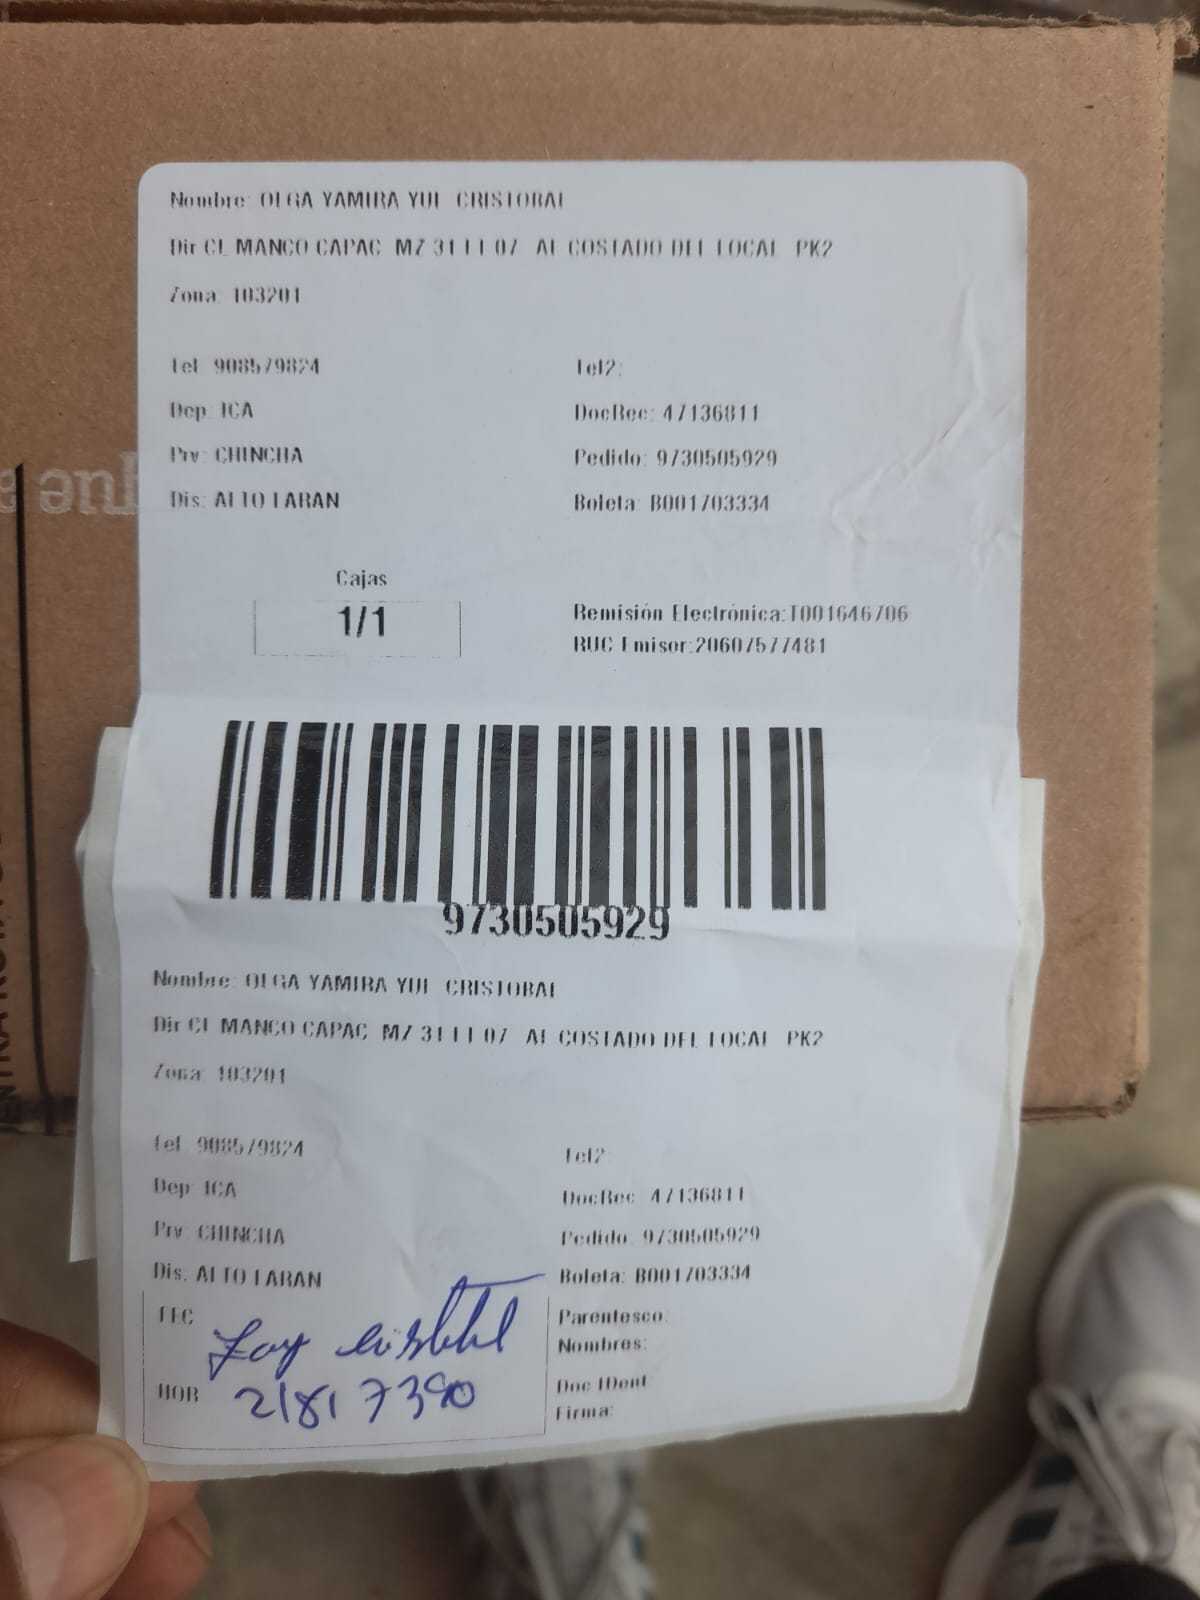 Nombre: OLGA YAMIRA YUL CRISTOBAL
Dir CL MANCO CAPAC MZ 31 LT 07 AL COSTADO DEL LOCAL PK2
Zona: 103201
Tel: 908579824 Tel2:
Dep: ICA DocRec: 47136811
Prv: CHINCHA Pedido: 9730505929
Dis: ALTO LARAN Boleta: B001703334
Cajas
1/1
Remisión Electrónica:T001646706
RUC Emisor:20607577481
9730505929
Nombre: OLGA YAMIRA YUL CRISTOBAL
Dir CL MANCO CAPAC MZ 31 LT 07 AL COSTADO DEL LOCAL PK2
Zona: 103201
Tel: 908579824 Tel2:
Dep: ICA DocRec: 47136811
Prv: CHINCHA Pedido: 9730505929
Dis: ALTO LARAN Boleta: B001703334
FEC Parentesco:
Nombres:
HOR 21817390 Doc IDent:
Firma:
que